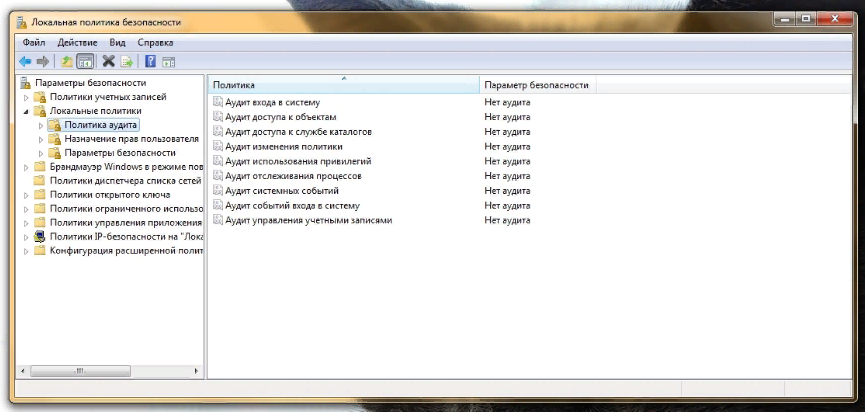 Локальная политика безопасности
Файл Действие Вид Справка
Параметры безопасности
Политики учетных записей
Локальные политики
Политика аудита
Назначение прав пользователя
Параметры безопасности
Брандмауэр Windows в режиме пов
Политики диспетчера списка сетей
Политики открытого ключа
Политики ограниченного использо
Политики управления приложения
Политики IP-безопасности на "Лока
Конфигурация расширенной полит
Политика Параметр безопасности
Аудит входа в систему Нет аудита
Аудит доступа к объектам Нет аудита
Аудит доступа к службе каталогов Нет аудита
Аудит изменения политики Нет аудита
Аудит использования привилегий Нет аудита
Аудит отслеживания процессов Нет аудита
Аудит системных событий Нет аудита
Аудит событий входа в систему Нет аудита
Аудит управления учетными записями Нет аудита